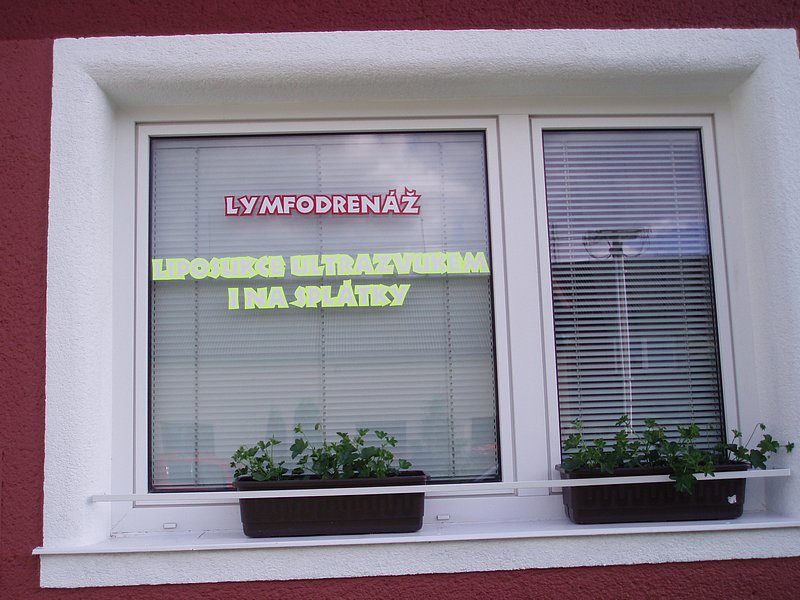 LYMFODRENÁŽ
LIPOSUKCE ULTRAZVUKEM
I NA SPLÁTKY